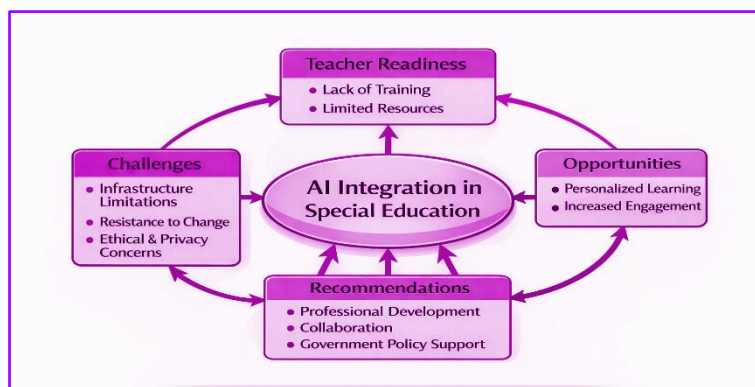 Teacher Readiness
• Lack of Training
• Limited Resources
Challenges
• Infrastructure
Limitations
• Resistance to Change
• Ethical & Privacy
Concerns
AI Integration in
Special Education
Opportunities
• Personalized Learning
• Increased Engagement
Recommendations
• Professional Development
• Collaboration
• Government Policy Support